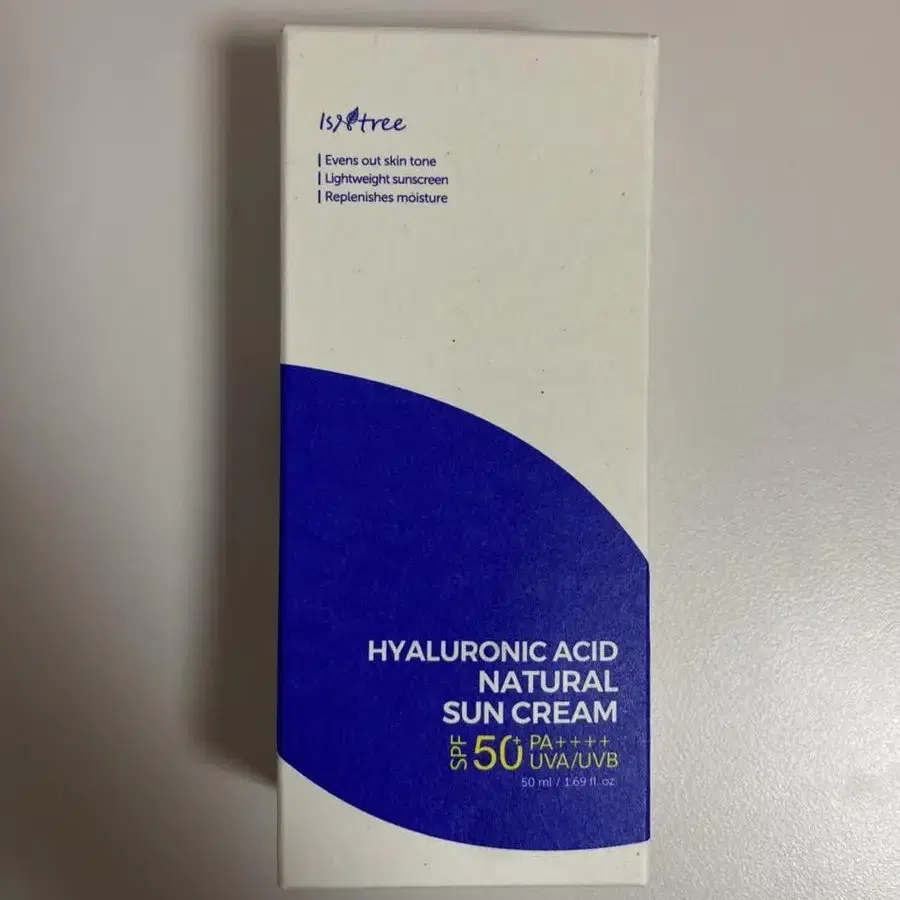 Isntree
Evens out skin tone
Lightweight sunscreen
Replenishes moisture
HYALURONIC ACID
NATURAL
SUN CREAM
SPF 50+ PA++++
UVA/UVB
50 ml / 1.69 fl. oz